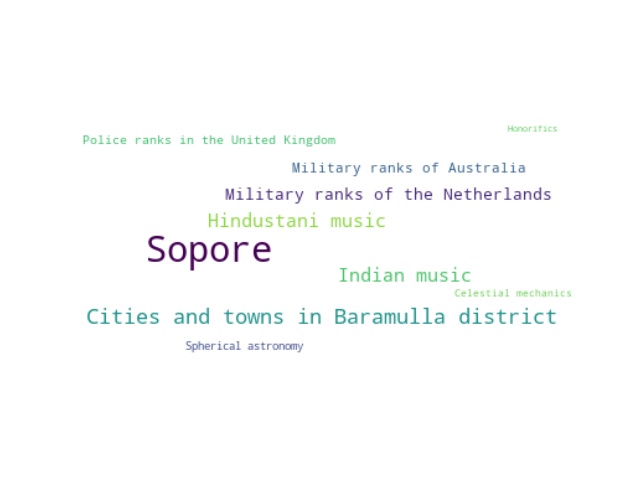 Honorifics
Police ranks in the United Kingdom
Military ranks of Australia
Military ranks of the Netherlands
Hindustani music
Sopore
Indian music
Celestial mechanics
Cities and towns in Baramulla district
Spherical astronomy